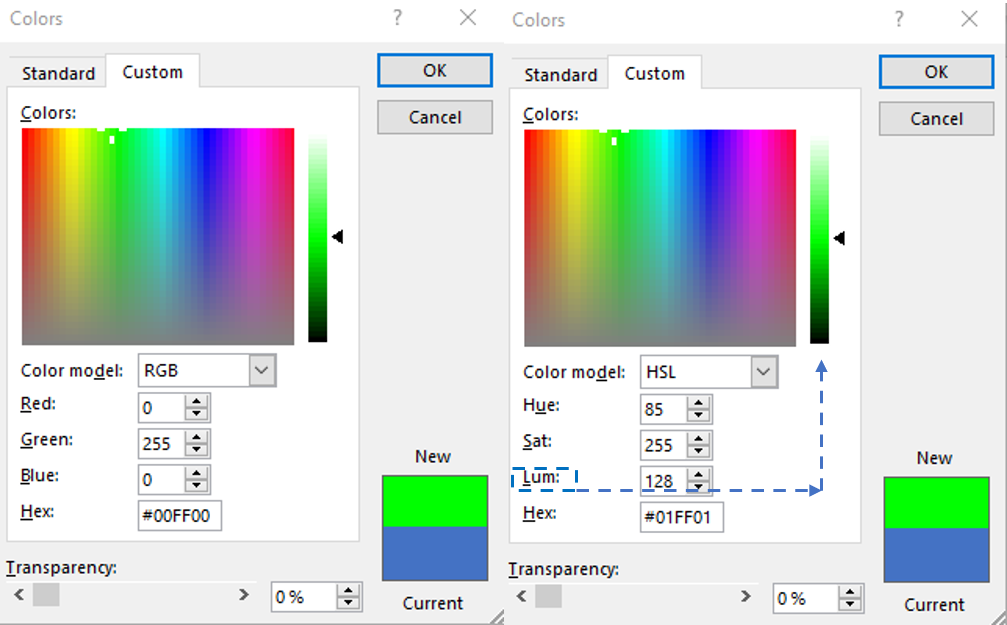 Colors ? ×
Standard Custom OK
Cancel
Colors:
Color model: RGB
Red: 0
Green: 255
Blue: 0
Hex: #00FF00
New
Transparency:
0 %
Current
Colors ? ×
Standard Custom OK
Cancel
Colors:
Color model: HSL
Hue: 85
Sat: 255
Lum: 128
Hex: #01FF01
New
Transparency:
0 %
Current